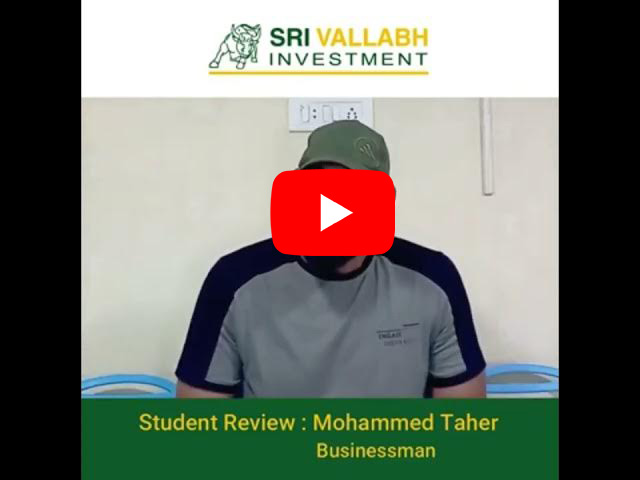 SRI VALLABH
INVESTMENT
Student Review : Mohammed Taher
Businessman